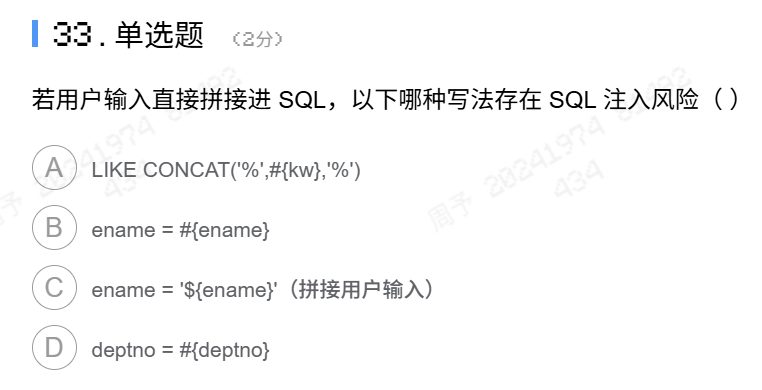 33.单选题 (2分)
若用户输入直接拼接进 SQL，以下哪种写法存在 SQL 注入风险（ ）
A LIKE CONCAT('%',#{kw},'%')
B ename = #{ename}
C ename = '${ename}'（拼接用户输入）
D deptno = #{deptno}